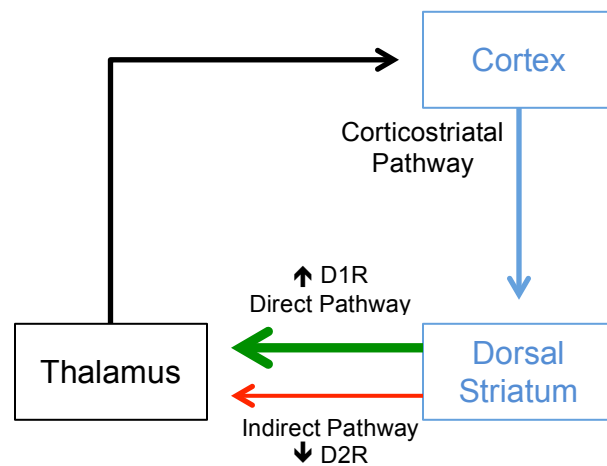 Cortex
Corticostriatal
Pathway
↑ D1R
Direct Pathway
Thalamus
Dorsal
Striatum
Indirect Pathway
↓ D2R